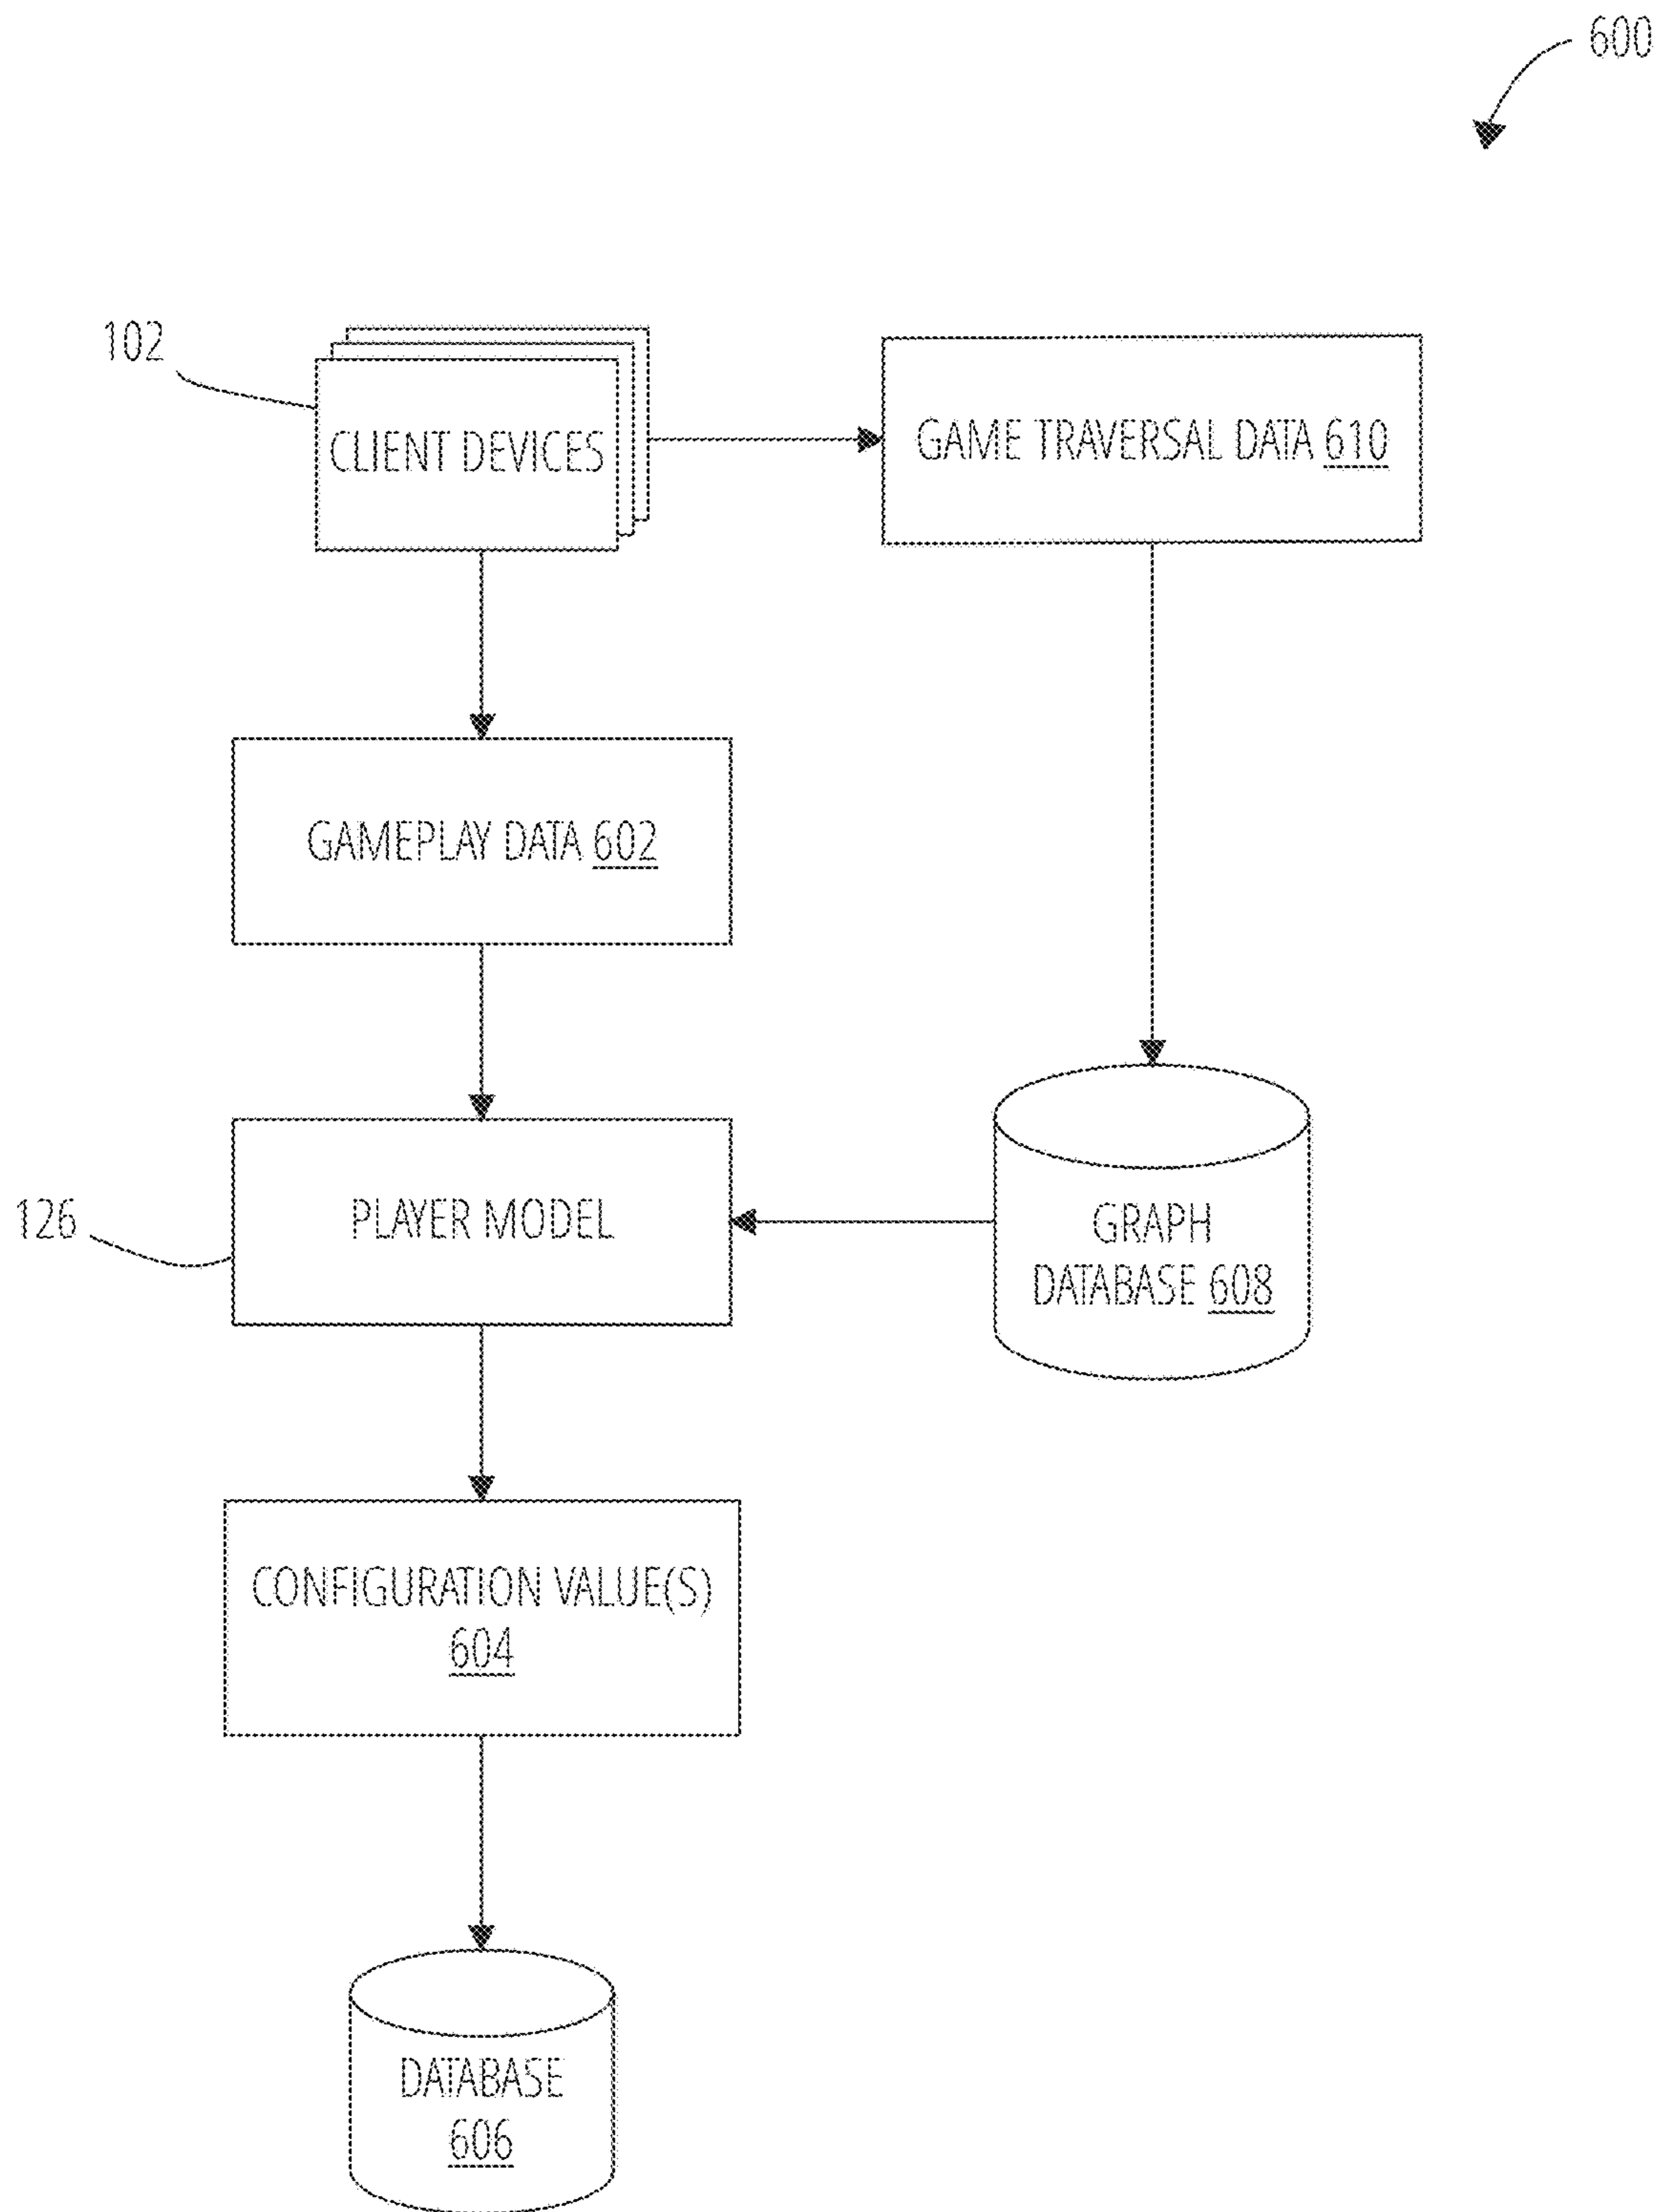 600
102
CLIENT DEVICES
GAME TRAVERSAL DATA 610
GAMEPLAY DATA 602
126
PLAYER MODEL
GRAPH
DATABASE 608
CONFIGURATION VALUE(S)
604
DATABASE
606